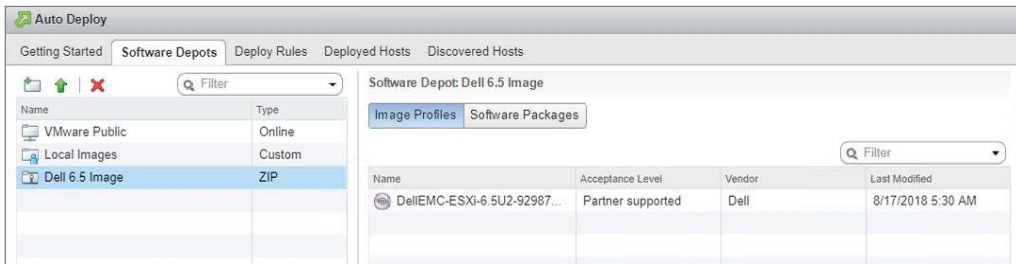 Auto Deploy
Getting Started Software Depots Deploy Rules Deployed Hosts Discovered Hosts
Filter
Name Type
VMware Public Online
Local Images Custom
Dell 6.5 Image ZIP
Software Depot: Dell 6.5 Image
Image Profiles Software Packages
Filter
Name Acceptance Level Vendor Last Modified
DellEMC-ESXi-6.5U2-92987... Partner supported Dell 8/17/2018 5:30 AM